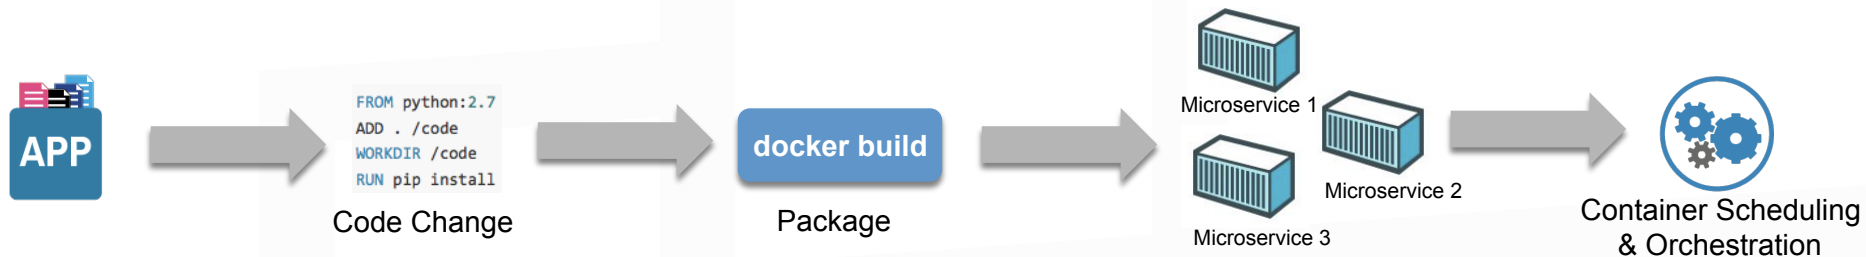 APP
FROM python:2.7
ADD . /code
WORKDIR /code
RUN pip install
Code Change
docker build
Package
Microservice 1
Microservice 2
Microservice 3
Container Scheduling
& Orchestration